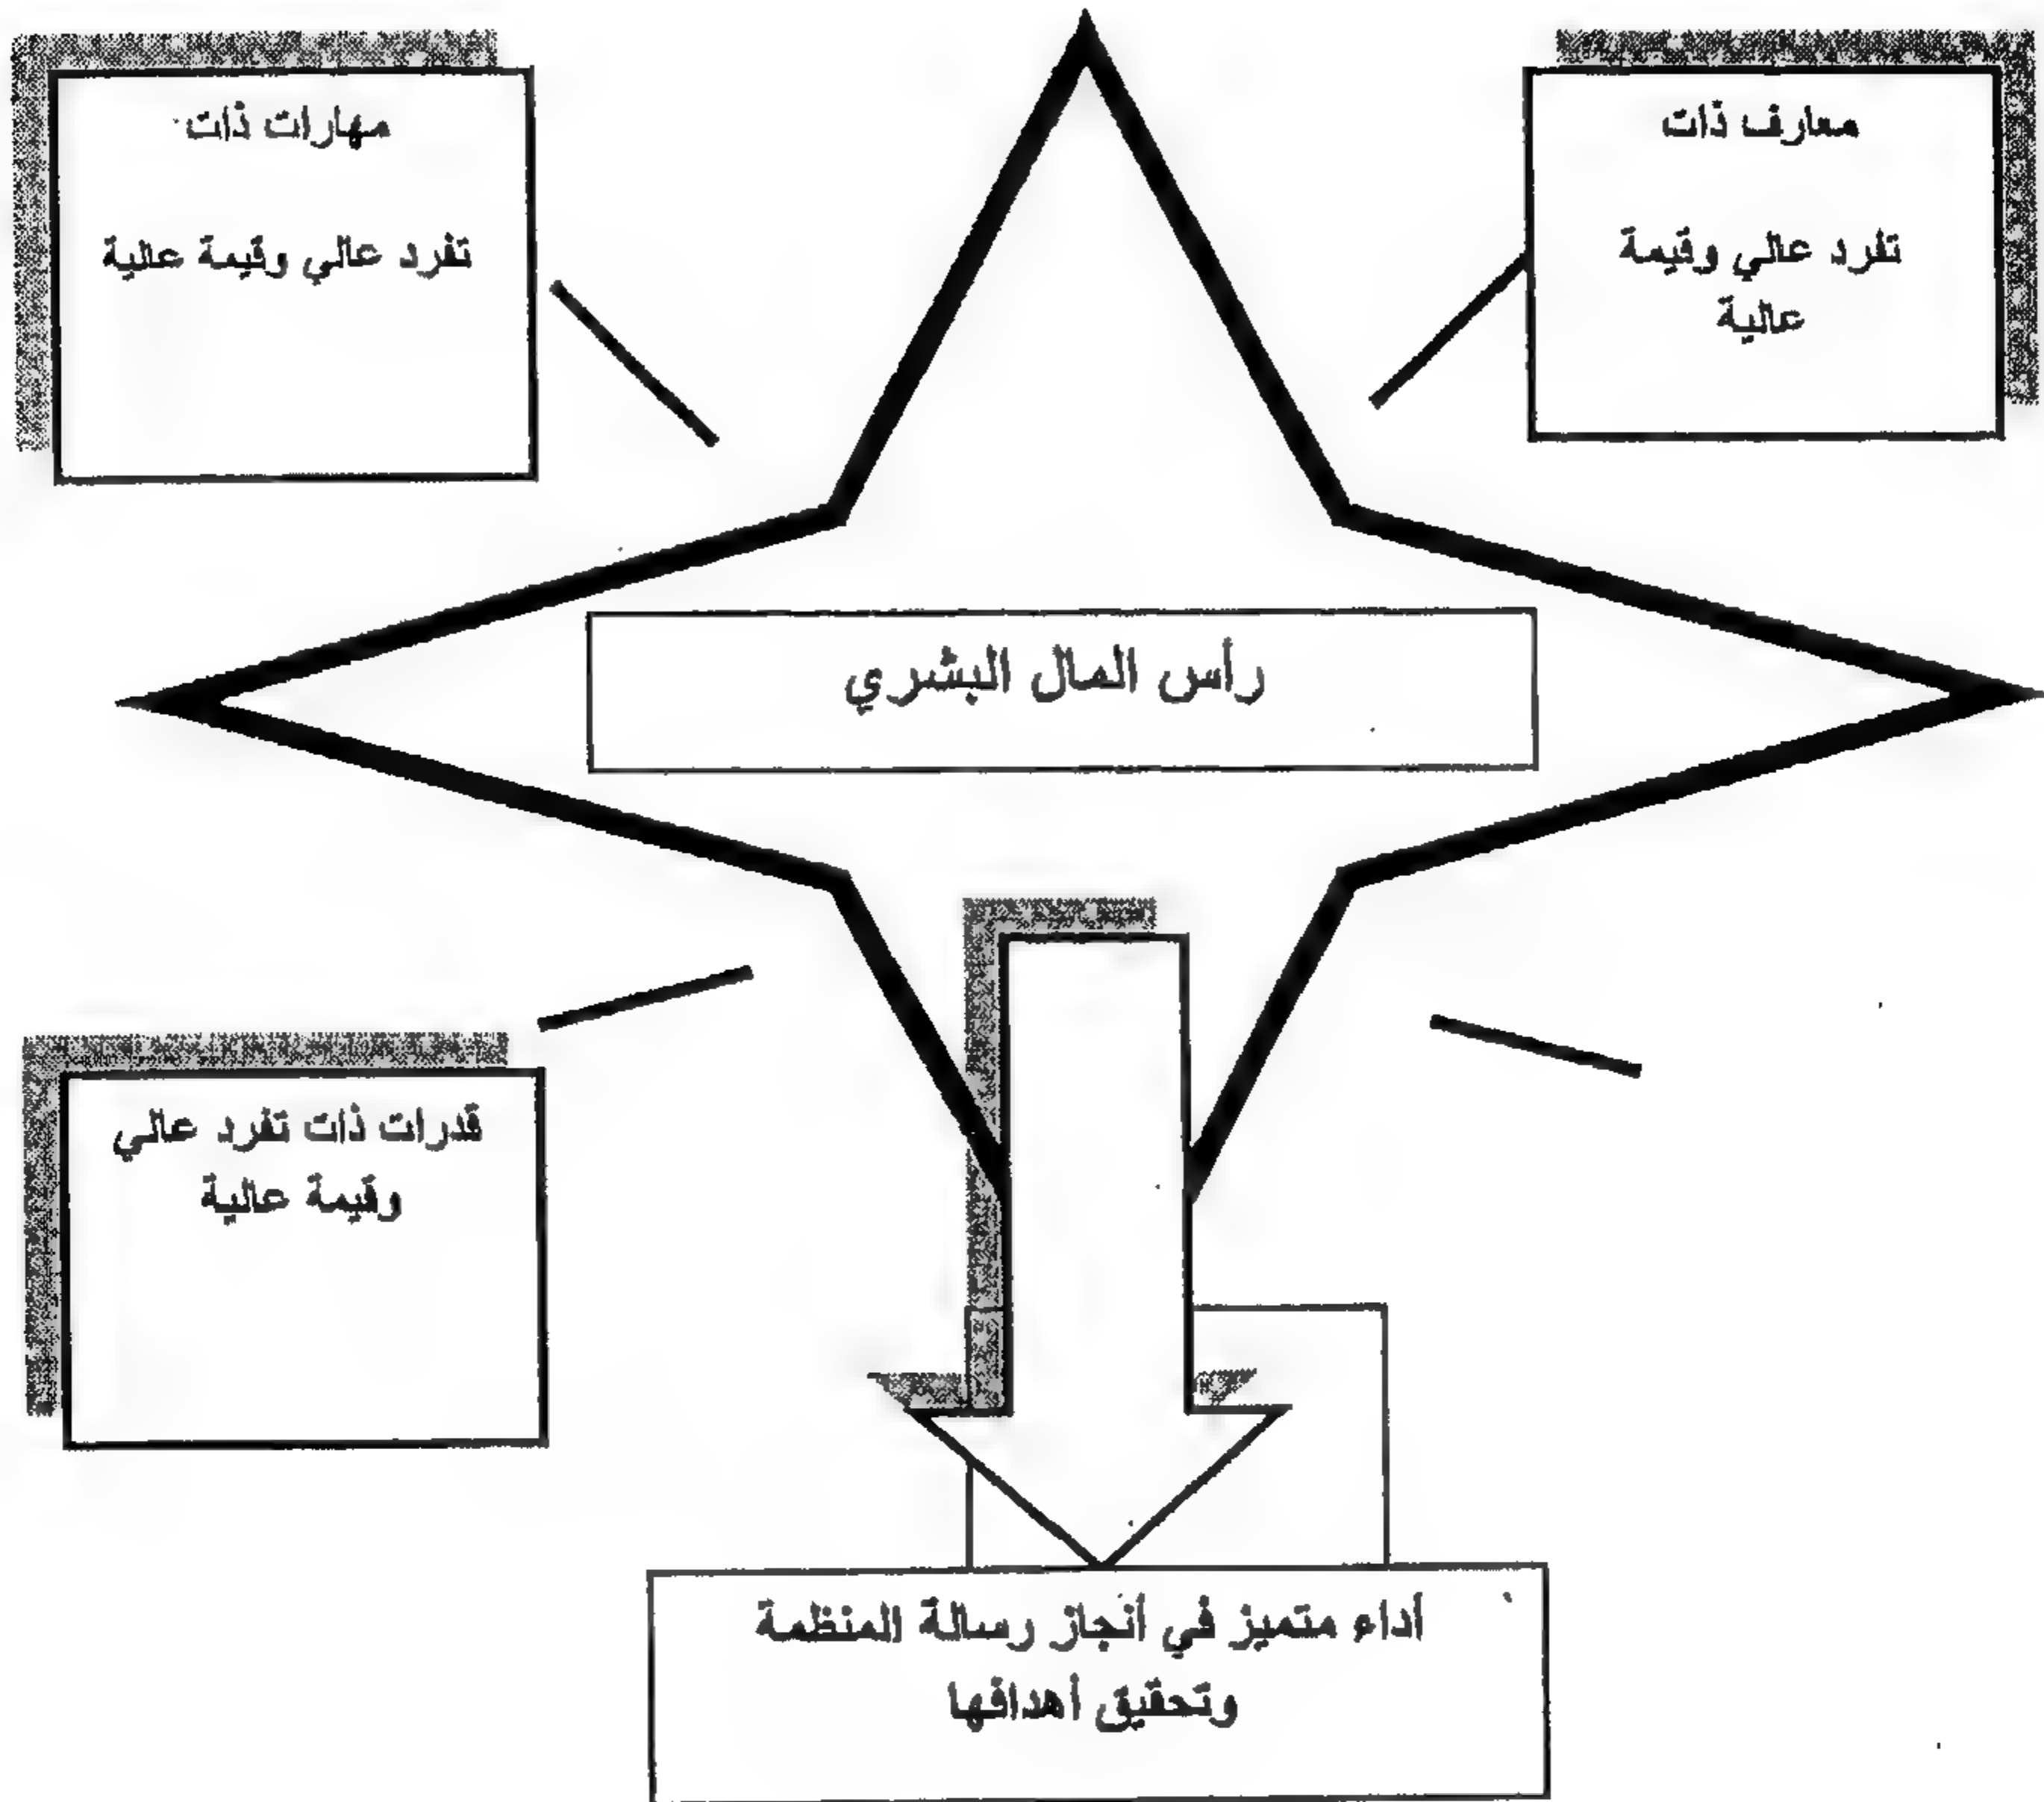 معارف ذات
تفرد عالي وقيمة
عالية
مهارات ذات
تفرد عالي وقيمة عالية
رأس المال البشري
قدرات ذات تفرد عالي
وقيمة عالية
أداء متميز في أنجاز رسالة المنظمة
وتحقيق أهدافها